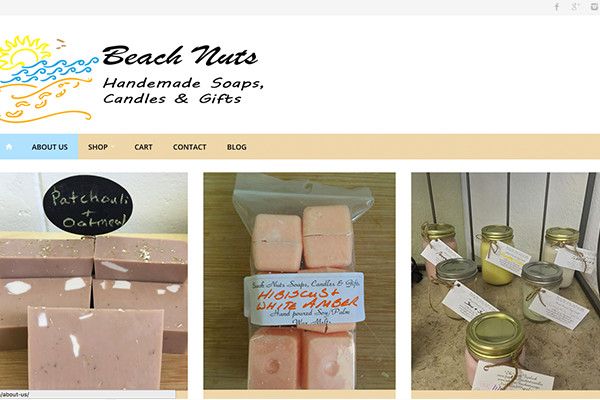 Beach Nuts
Handmade Soaps,
Candles & Gifts
ABOUT US SHOP CART CONTACT BLOG
Patchouli
+
Oatmeal
Beach Nuts Soaps, Candles & Gifts
HIBISCUS &
WHITE AMBER
Hand poured Soy/Palm
Wax Melts
/about-us/